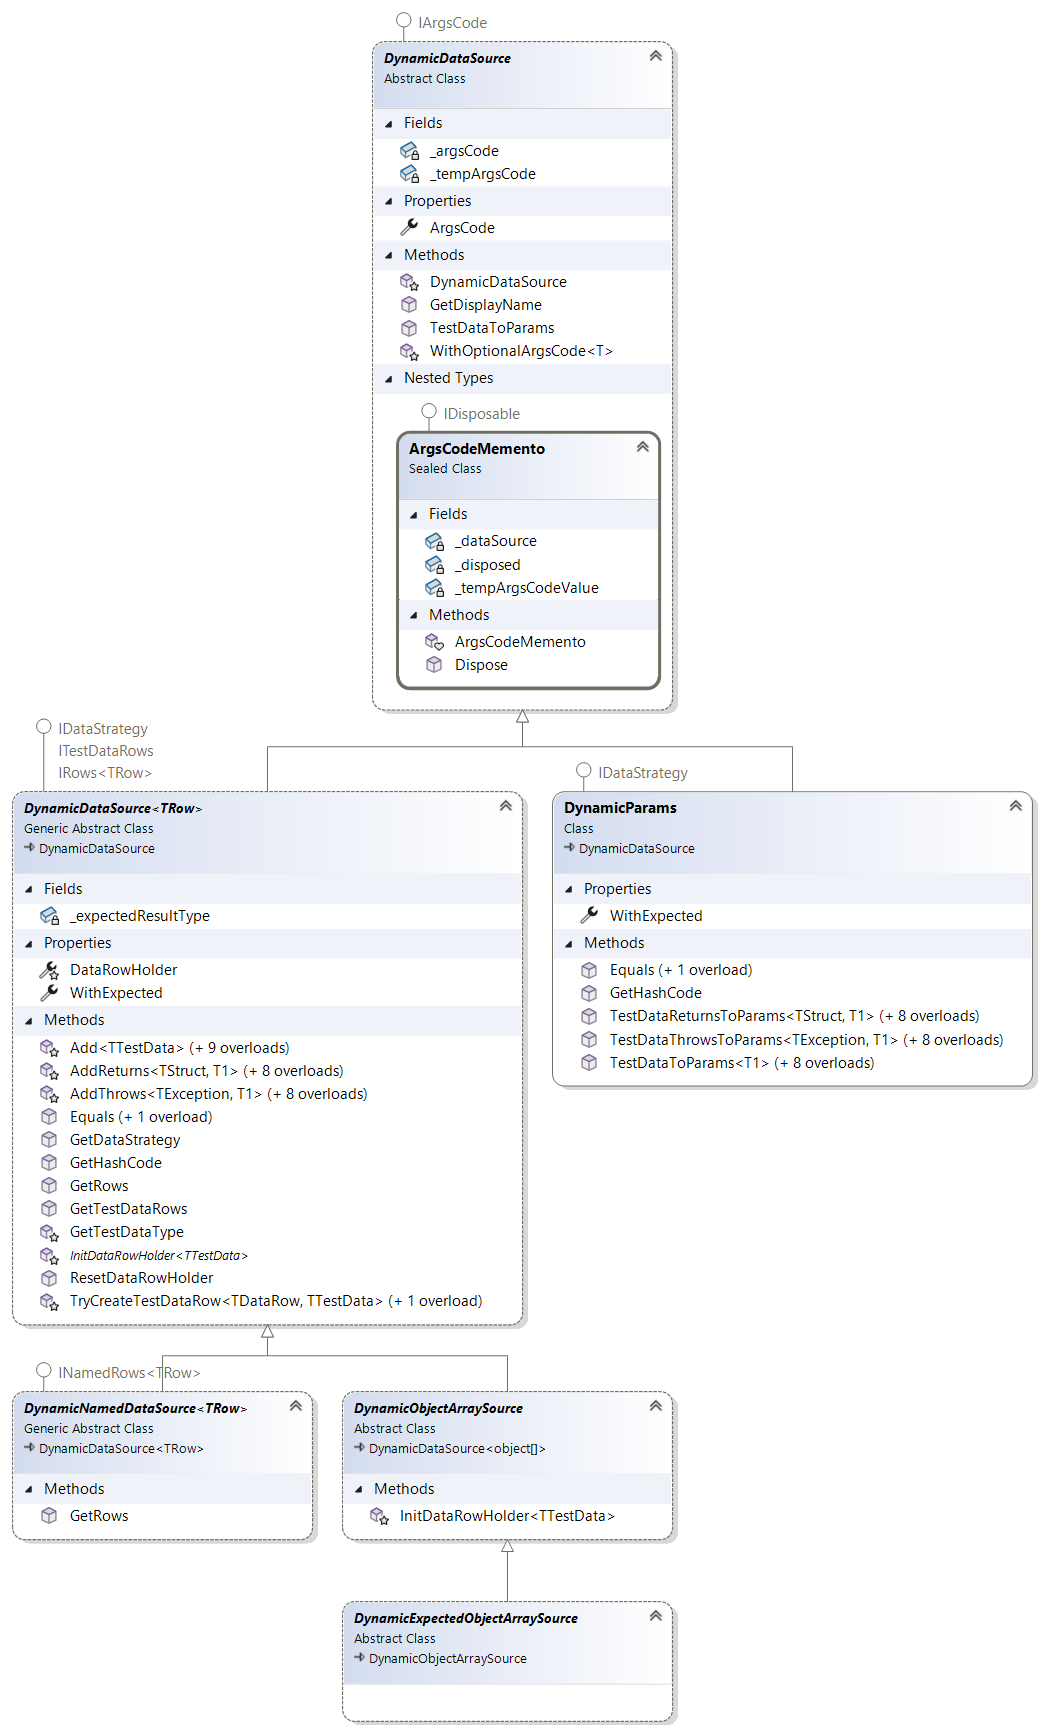 IArgsCode
DynamicDataSource
Abstract Class
Fields
_argsCode
_tempArgsCode
Properties
ArgsCode
Methods
DynamicDataSource
GetDisplayName
TestDataToParams
WithOptionalArgsCode<T>
Nested Types
IDisposable
ArgsCodeMemento
Sealed Class
Fields
_dataSource
_disposed
_tempArgsCodeValue
Methods
ArgsCodeMemento
Dispose
IDataStrategy
ITestDataRows
IRows<TRow>
DynamicDataSource<TRow>
Generic Abstract Class
DynamicDataSource
Fields
_expectedResultType
Properties
DataRowHolder
WithExpected
Methods
Add<TTestData> (+ 9 overloads)
AddReturns<TStruct, T1> (+ 8 overloads)
AddThrows<TException, T1> (+ 8 overloads)
Equals (+ 1 overload)
GetDataStrategy
GetHashCode
GetRows
GetTestDataRows
GetTestDataType
InitDataRowHolder<TTestData>
ResetDataRowHolder
TryCreateTestDataRow<TDataRow, TTestData> (+ 1 overload)
IDataStrategy
DynamicParams
Class
DynamicDataSource
Properties
WithExpected
Methods
Equals (+ 1 overload)
GetHashCode
TestDataReturnsToParams<TStruct, T1> (+ 8 overloads)
TestDataThrowsToParams<TException, T1> (+ 8 overloads)
TestDataToParams<T1> (+ 8 overloads)
INamedRows<TRow>
DynamicNamedDataSource<TRow>
Generic Abstract Class
DynamicDataSource<TRow>
Methods
GetRows
DynamicObjectArraySource
Abstract Class
DynamicDataSource<object[]>
Methods
InitDataRowHolder<TTestData>
DynamicExpectedObjectArraySource
Abstract Class
DynamicObjectArraySource